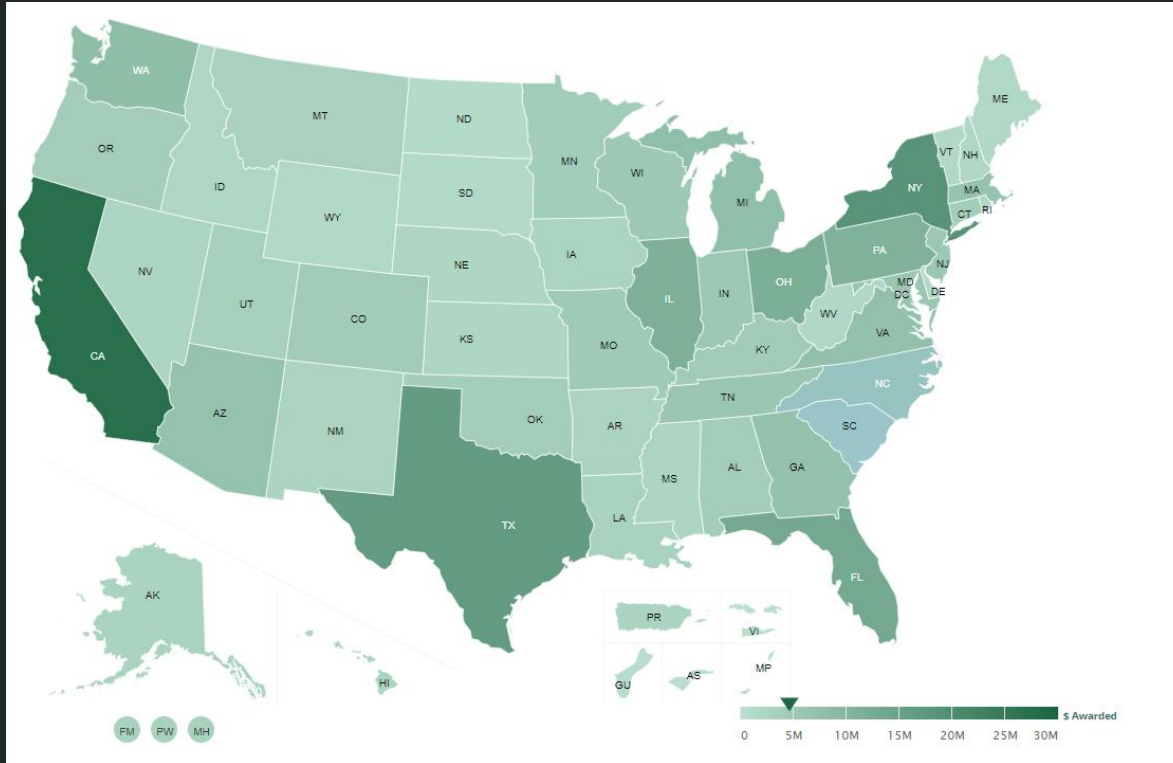 WA
MT
ND
ME
OR
MN
VT
NH
ID
SD
WI
NY
MA
WY
MI
CT
RI
IA
NE
PA
NV
NJ
UT
IL
IN
OH
MD
DE
DC
CO
WV
KS
MO
VA
CA
KY
NC
TN
AZ
OK
AR
SC
NM
GA
AL
MS
TX
LA
FL
AK
PR
VI
HI
GU
AS
MP
FM
PW
MH
$ Awarded
0 5M 10M 15M 20M 25M 30M